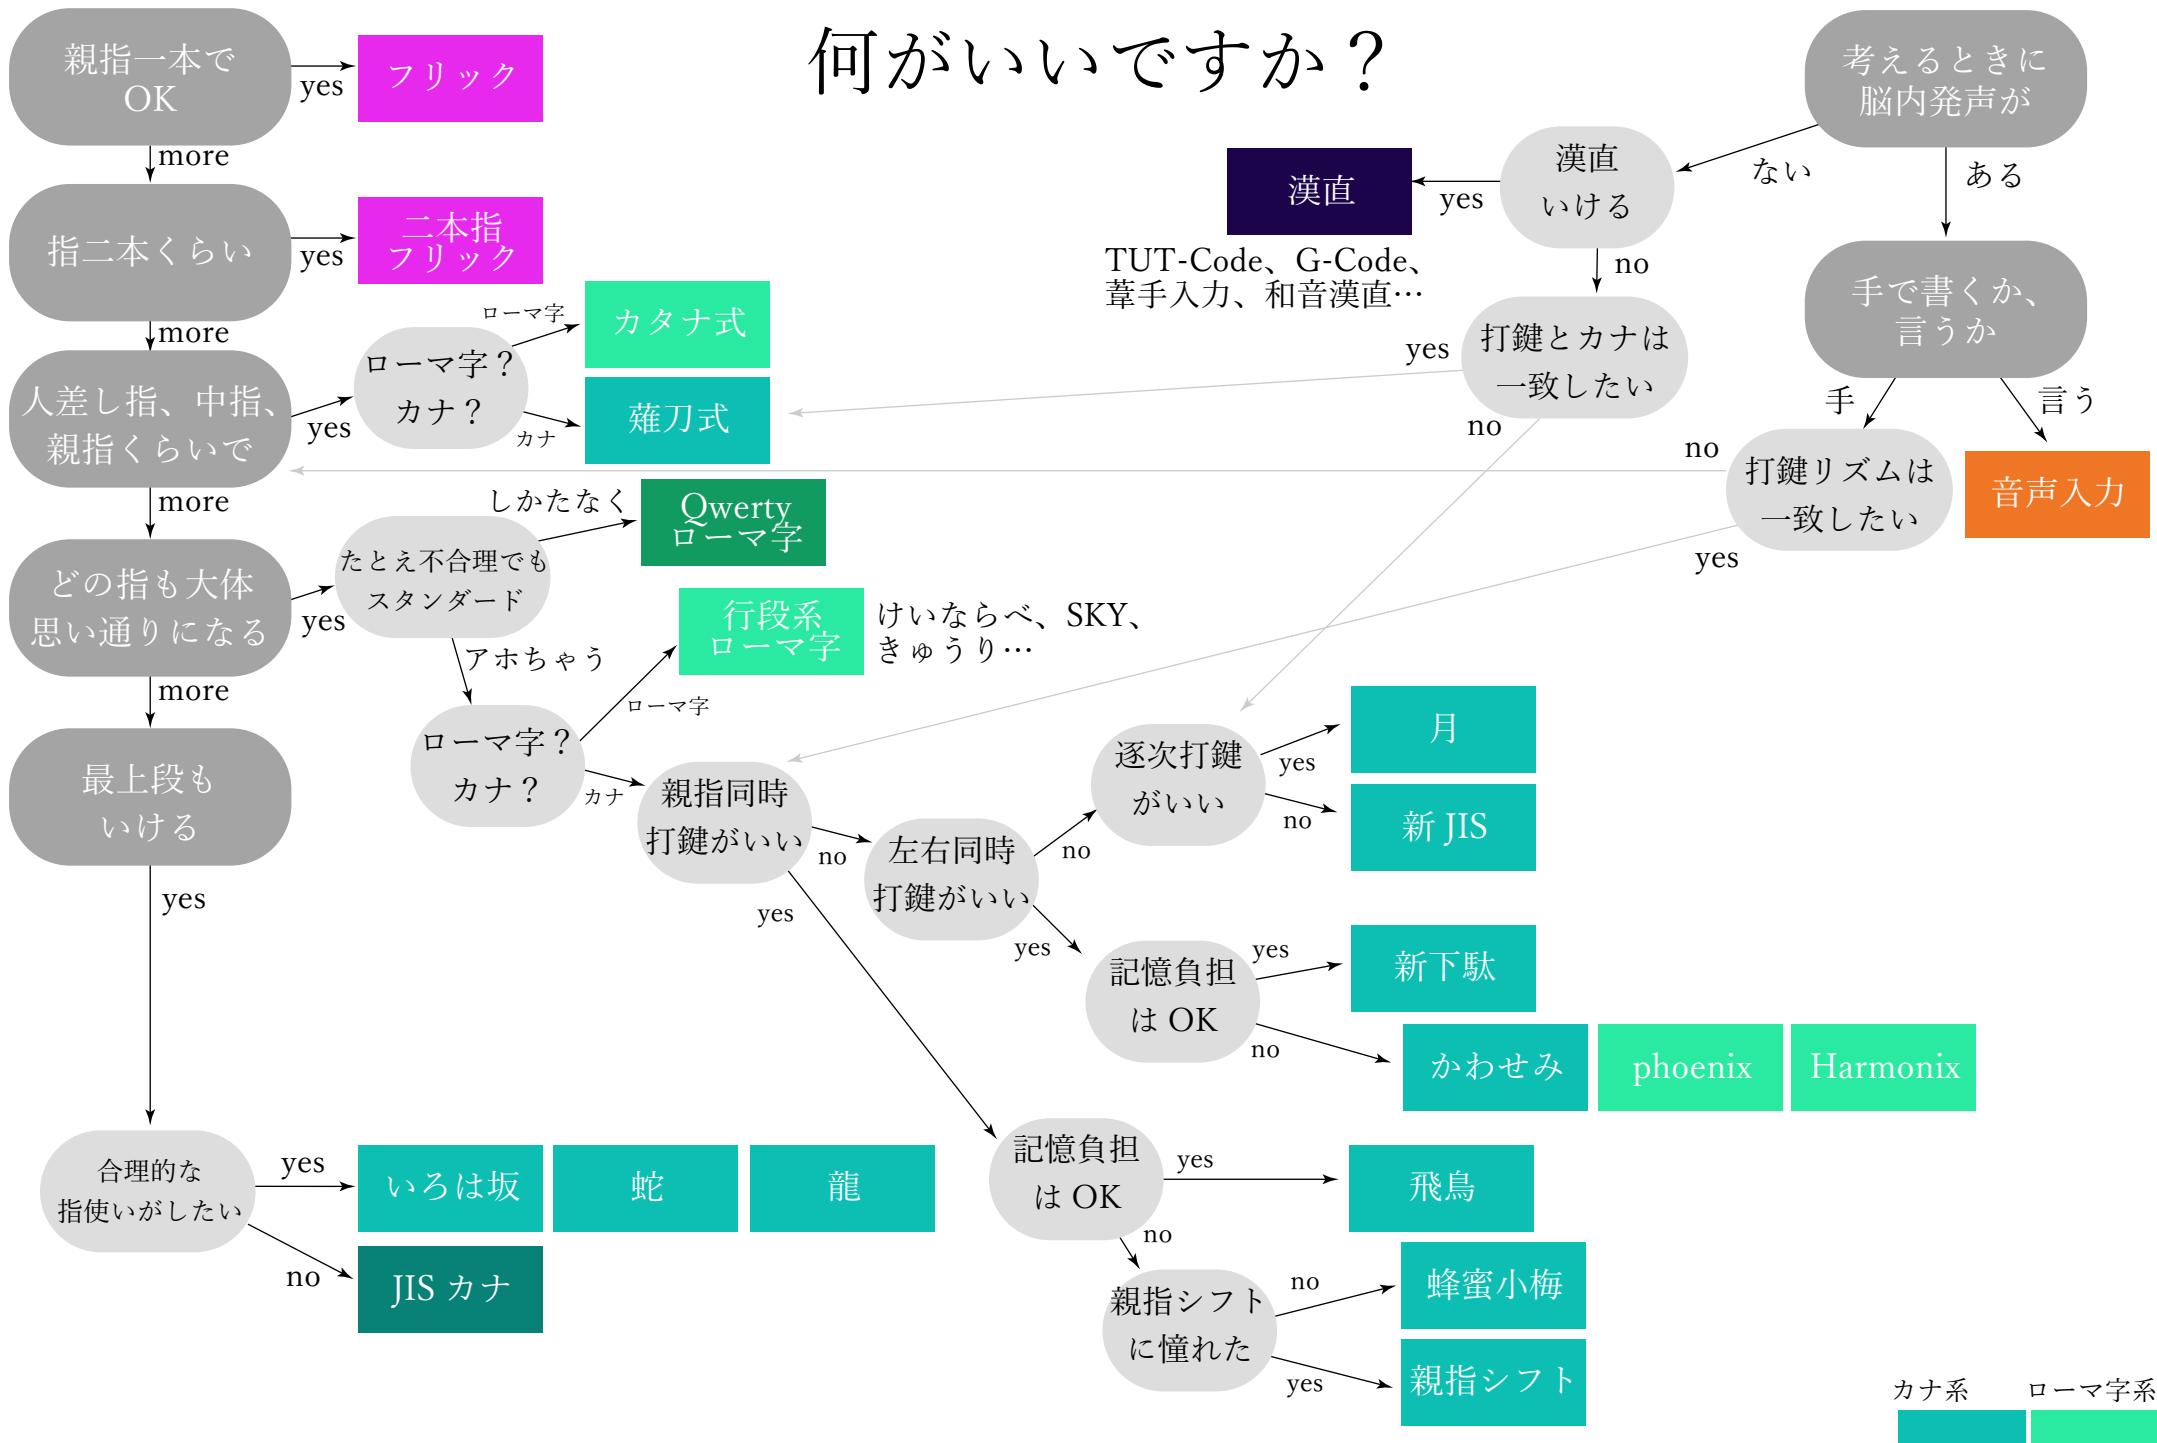 何がいいですか？
親指一本で
OK
yes
フリック
more
指二本くらい
yes
二本指
フリック
more
人差し指、中指、
親指くらいで
yes
ローマ字？
カナ？
ローマ字
カタナ式
カナ
薙刀式
more
どの指も大体
思い通りになる
yes
たとえ不合理でも
スタンダード
しかたなく
Qwerty
ローマ字
アホちゃう
ローマ字？
カナ？
ローマ字
行段系
ローマ字
けいならべ、SKY、
きゅうり…
カナ
親指同時
打鍵がいい
no
左右同時
打鍵がいい
no
逐次打鍵
がいい
yes
月
no
新 JIS
yes
記憶負担
は OK
yes
新下駄
no
かわせみ
phoenix
Harmonix
yes
記憶負担
は OK
yes
飛鳥
no
親指シフト
に憧れた
no
蜂蜜小梅
yes
親指シフト
more
最上段も
いける
yes
合理的な
指使いがしたい
yes
いろは坂
蛇
龍
no
JIS カナ
考えるときに
脳内発声が
ない
漢直
いける
yes
漢直
TUT-Code、G-Code、
葦手入力、和音漢直…
no
打鍵とカナは
一致したい
yes
no
ある
手で書くか、
言うか
手
打鍵リズムは
一致したい
no
yes
言う
音声入力
カナ系
ローマ字系